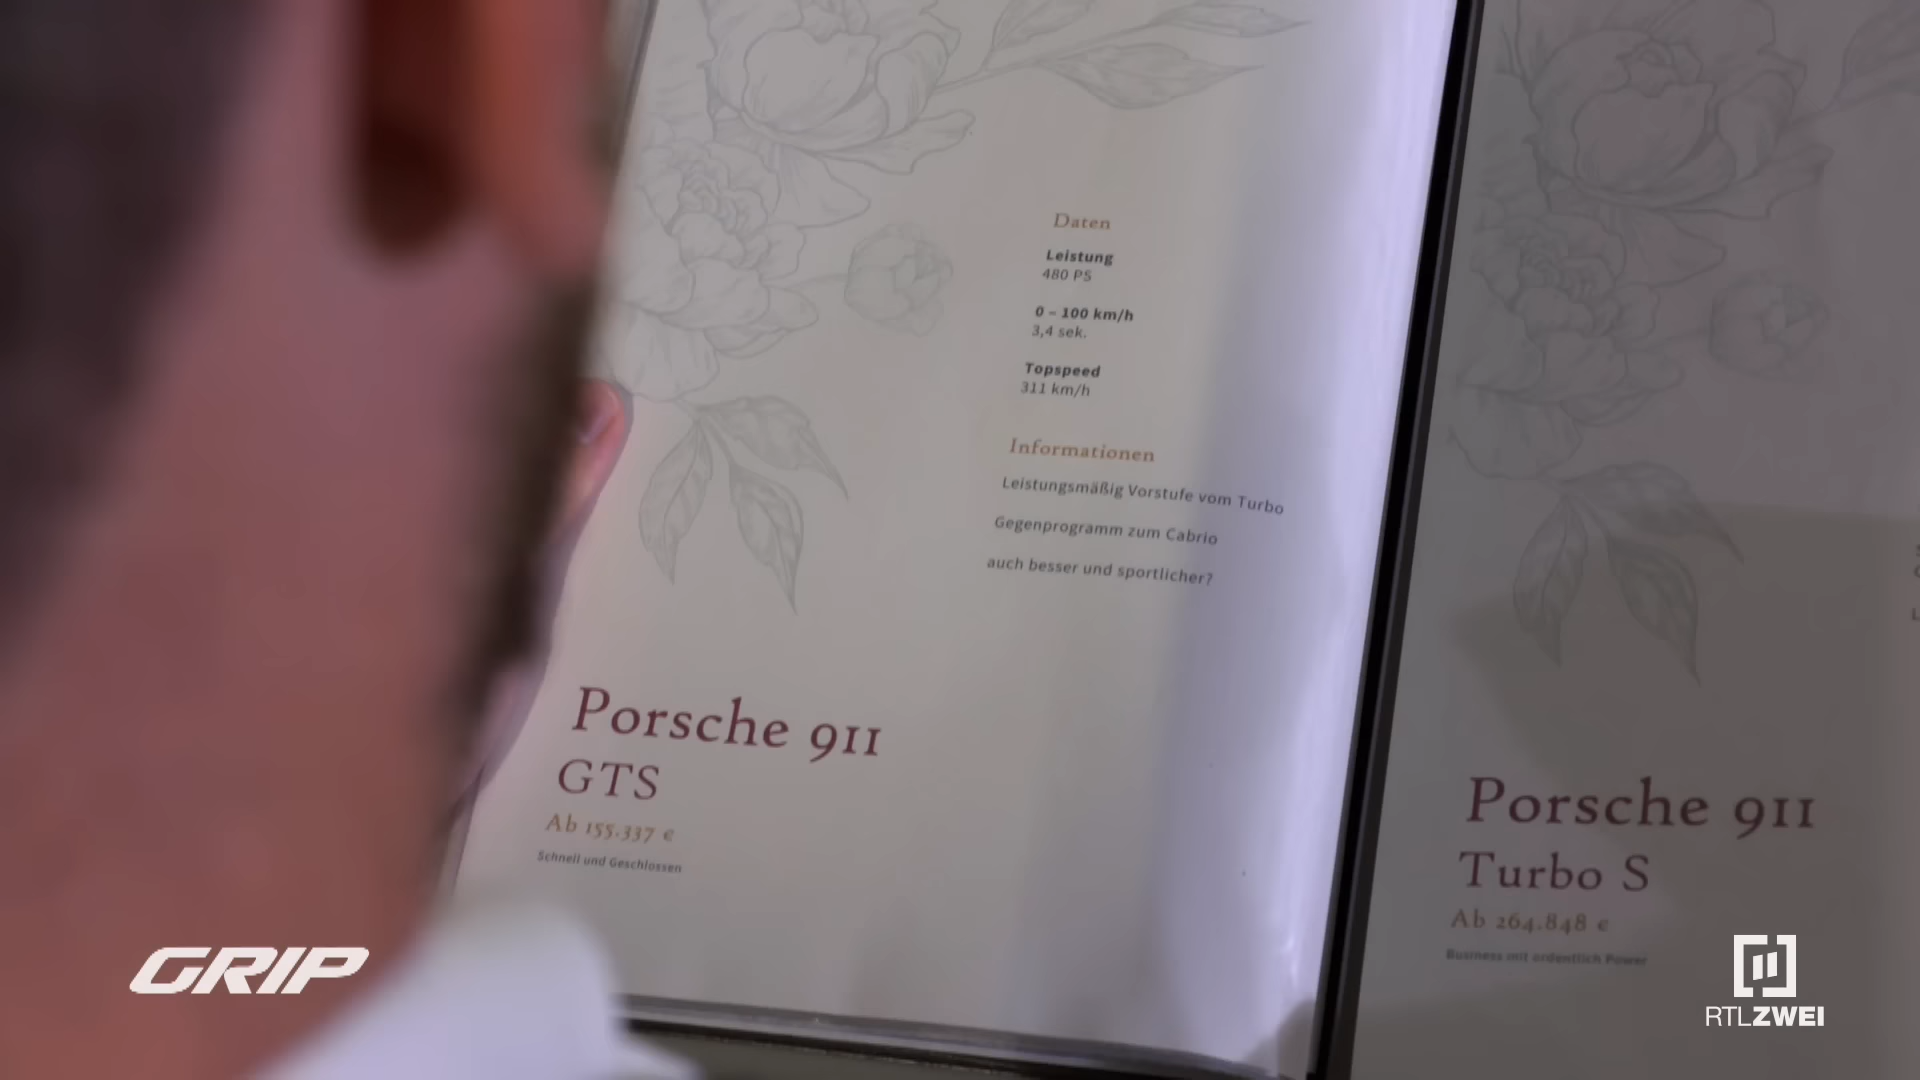 Daten
Leistung
480 PS
0 – 100 km/h
3,4 sek.
Topspeed
311 km/h
Informationen
Leistungsmäßig Vorstufe vom Turbo
Gegenprogramm zum Cabrio
auch besser und sportlicher?
Porsche 911
GTS
Ab 155.337 €
Schnell und Geschlossen
Porsche 911
Turbo S
Ab 264.848 €
Business mit ordentlich Power
GRIP
RTLZWEI